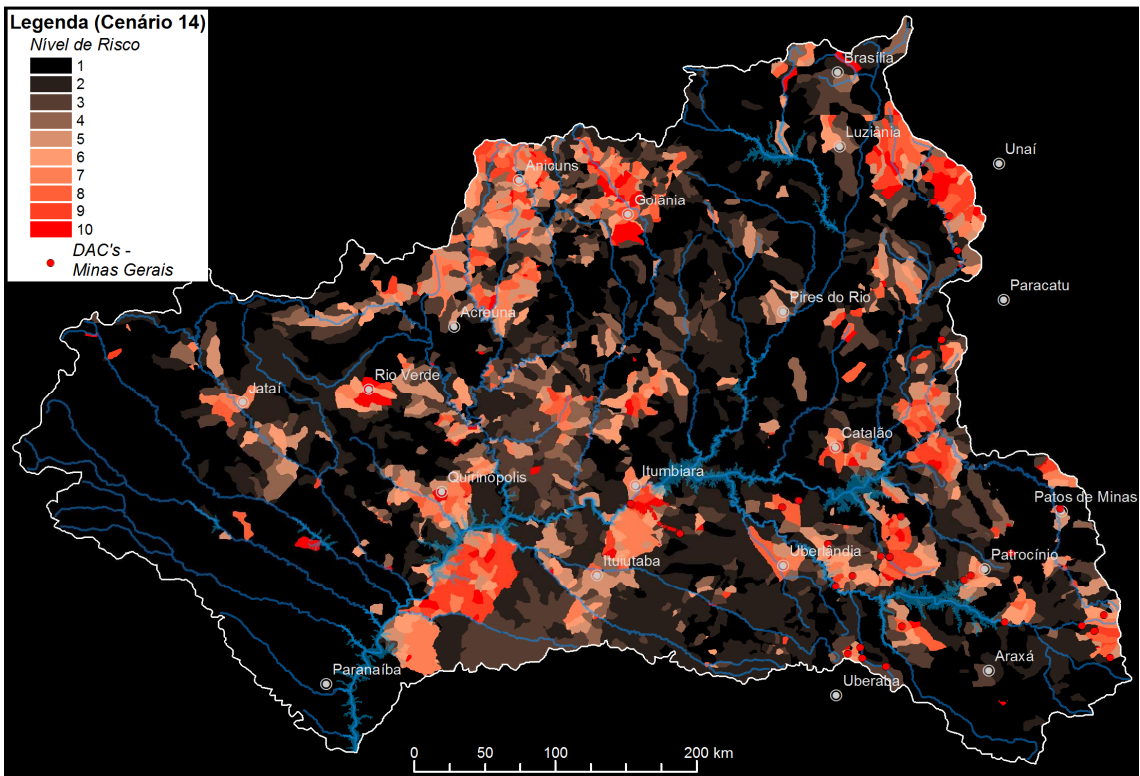 Legenda (Cenário 14)
Nível de Risco
1
2
3
4
5
6
7
8
9
10
DAC's -
Minas Gerais
Brasília
Luziânia
Unaí
Anicuns
Goiânia
Paracatu
Pires do Rio
Acreúna
Rio Verde
Jataí
Catalão
Itumbiara
Quirinópolis
Patos de Minas
Uberlândia
Patrocínio
Ituiutaba
Araxá
Paranaíba
Uberaba
0 50 100 200 km